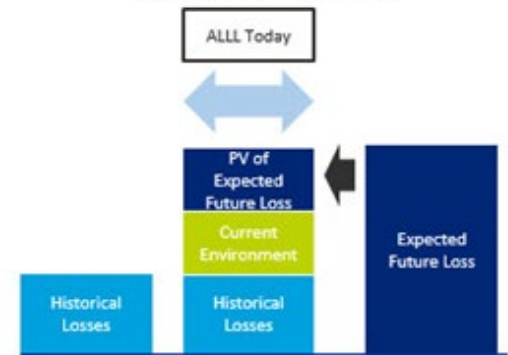 ALLL Today
PV of
Expected
Future Loss
Current
Environment
Historical
Losses
Historical
Losses
Expected
Future Loss